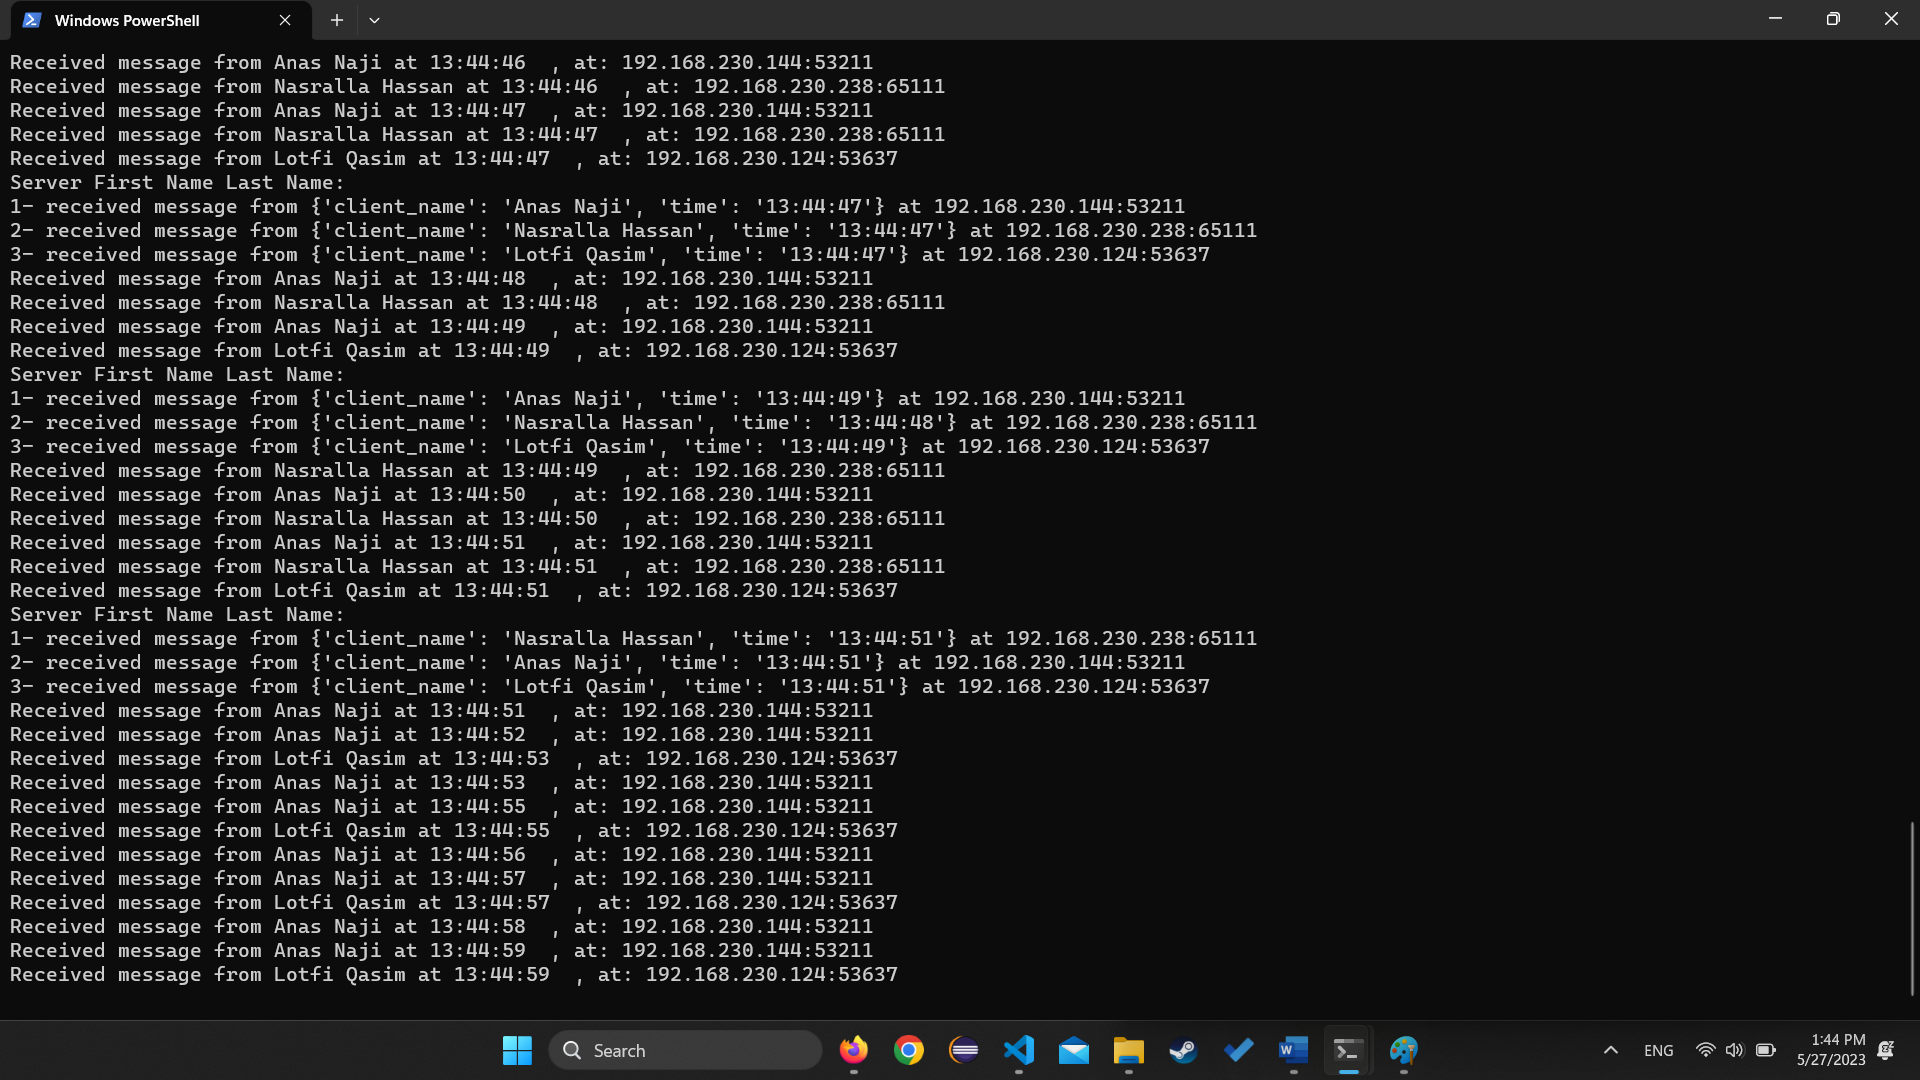 Windows PowerShell
Received message from Anas Naji at 13:44:46  , at: 192.168.230.144:53211
Received message from Nasralla Hassan at 13:44:46  , at: 192.168.230.238:65111
Received message from Anas Naji at 13:44:47  , at: 192.168.230.144:53211
Received message from Nasralla Hassan at 13:44:47  , at: 192.168.230.238:65111
Received message from Lotfi Qasim at 13:44:47  , at: 192.168.230.124:53637
Server First Name Last Name:
1- received message from {'client_name': 'Anas Naji', 'time': '13:44:47'} at 192.168.230.144:53211
2- received message from {'client_name': 'Nasralla Hassan', 'time': '13:44:47'} at 192.168.230.238:65111
3- received message from {'client_name': 'Lotfi Qasim', 'time': '13:44:47'} at 192.168.230.124:53637
Received message from Anas Naji at 13:44:48  , at: 192.168.230.144:53211
Received message from Nasralla Hassan at 13:44:48  , at: 192.168.230.238:65111
Received message from Anas Naji at 13:44:49  , at: 192.168.230.144:53211
Received message from Lotfi Qasim at 13:44:49  , at: 192.168.230.124:53637
Server First Name Last Name:
1- received message from {'client_name': 'Anas Naji', 'time': '13:44:49'} at 192.168.230.144:53211
2- received message from {'client_name': 'Nasralla Hassan', 'time': '13:44:48'} at 192.168.230.238:65111
3- received message from {'client_name': 'Lotfi Qasim', 'time': '13:44:49'} at 192.168.230.124:53637
Received message from Nasralla Hassan at 13:44:49  , at: 192.168.230.238:65111
Received message from Anas Naji at 13:44:50  , at: 192.168.230.144:53211
Received message from Nasralla Hassan at 13:44:50  , at: 192.168.230.238:65111
Received message from Anas Naji at 13:44:51  , at: 192.168.230.144:53211
Received message from Nasralla Hassan at 13:44:51  , at: 192.168.230.238:65111
Received message from Lotfi Qasim at 13:44:51  , at: 192.168.230.124:53637
Server First Name Last Name:
1- received message from {'client_name': 'Nasralla Hassan', 'time': '13:44:51'} at 192.168.230.238:65111
2- received message from {'client_name': 'Anas Naji', 'time': '13:44:51'} at 192.168.230.144:53211
3- received message from {'client_name': 'Lotfi Qasim', 'time': '13:44:51'} at 192.168.230.124:53637
Received message from Anas Naji at 13:44:51  , at: 192.168.230.144:53211
Received message from Anas Naji at 13:44:52  , at: 192.168.230.144:53211
Received message from Lotfi Qasim at 13:44:53  , at: 192.168.230.124:53637
Received message from Anas Naji at 13:44:53  , at: 192.168.230.144:53211
Received message from Anas Naji at 13:44:55  , at: 192.168.230.144:53211
Received message from Lotfi Qasim at 13:44:55  , at: 192.168.230.124:53637
Received message from Anas Naji at 13:44:56  , at: 192.168.230.144:53211
Received message from Anas Naji at 13:44:57  , at: 192.168.230.144:53211
Received message from Lotfi Qasim at 13:44:57  , at: 192.168.230.124:53637
Received message from Anas Naji at 13:44:58  , at: 192.168.230.144:53211
Received message from Anas Naji at 13:44:59  , at: 192.168.230.144:53211
Received message from Lotfi Qasim at 13:44:59  , at: 192.168.230.124:53637
Search
W
ENG
1:44 PM
5/27/2023